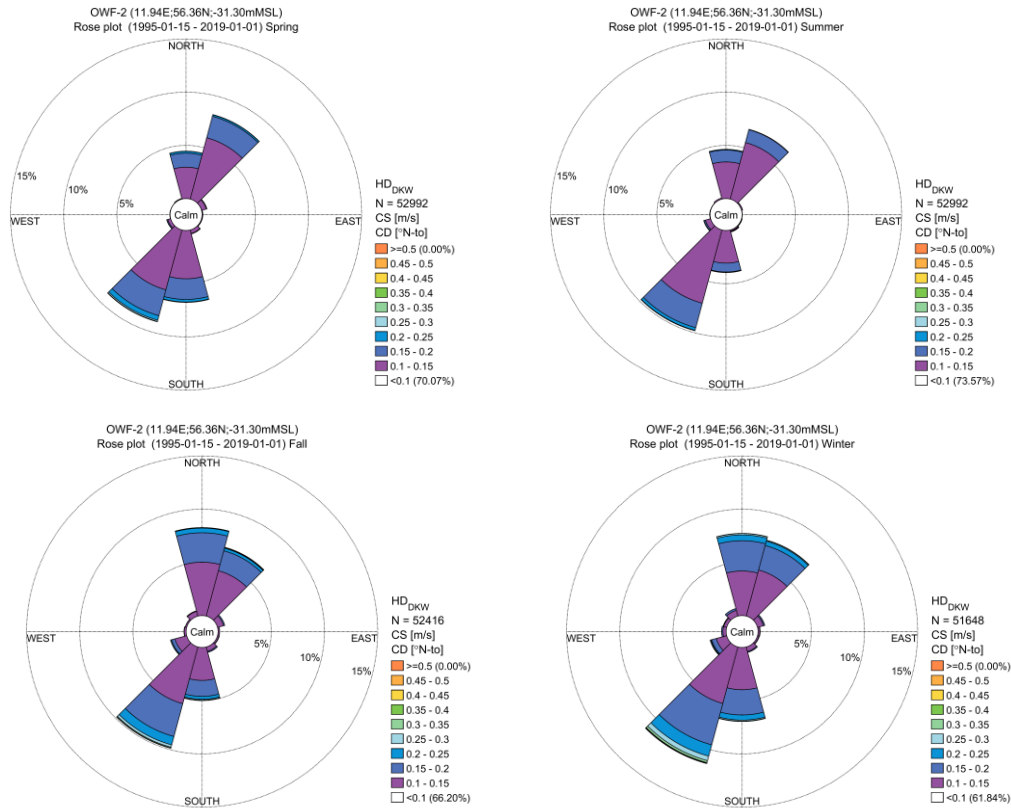 OWF-2 (11.94E;56.36N;-31.30mMSL)
Rose plot (1995-01-15 - 2019-01-01) Spring
NORTH
15%
10%
5%
WEST
Calm
EAST
SOUTH
HD_DKW
N = 52992
CS [m/s]
CD [°N-to]
>=0.5 (0.00%)
0.45 - 0.5
0.4 - 0.45
0.35 - 0.4
0.3 - 0.35
0.25 - 0.3
0.2 - 0.25
0.15 - 0.2
0.1 - 0.15
<0.1 (70.07%)
OWF-2 (11.94E;56.36N;-31.30mMSL)
Rose plot (1995-01-15 - 2019-01-01) Summer
NORTH
15%
10%
5%
WEST
Calm
EAST
SOUTH
HD_DKW
N = 52992
CS [m/s]
CD [°N-to]
>=0.5 (0.00%)
0.45 - 0.5
0.4 - 0.45
0.35 - 0.4
0.3 - 0.35
0.25 - 0.3
0.2 - 0.25
0.15 - 0.2
0.1 - 0.15
<0.1 (73.57%)
OWF-2 (11.94E;56.36N;-31.30mMSL)
Rose plot (1995-01-15 - 2019-01-01) Fall
NORTH
WEST
Calm
5%
10%
15%
EAST
SOUTH
HD_DKW
N = 52416
CS [m/s]
CD [°N-to]
>=0.5 (0.00%)
0.45 - 0.5
0.4 - 0.45
0.35 - 0.4
0.3 - 0.35
0.25 - 0.3
0.2 - 0.25
0.15 - 0.2
0.1 - 0.15
<0.1 (66.20%)
OWF-2 (11.94E;56.36N;-31.30mMSL)
Rose plot (1995-01-15 - 2019-01-01) Winter
NORTH
WEST
Calm
5%
10%
15%
EAST
SOUTH
HD_DKW
N = 51648
CS [m/s]
CD [°N-to]
>=0.5 (0.00%)
0.45 - 0.5
0.4 - 0.45
0.35 - 0.4
0.3 - 0.35
0.25 - 0.3
0.2 - 0.25
0.15 - 0.2
0.1 - 0.15
<0.1 (61.84%)